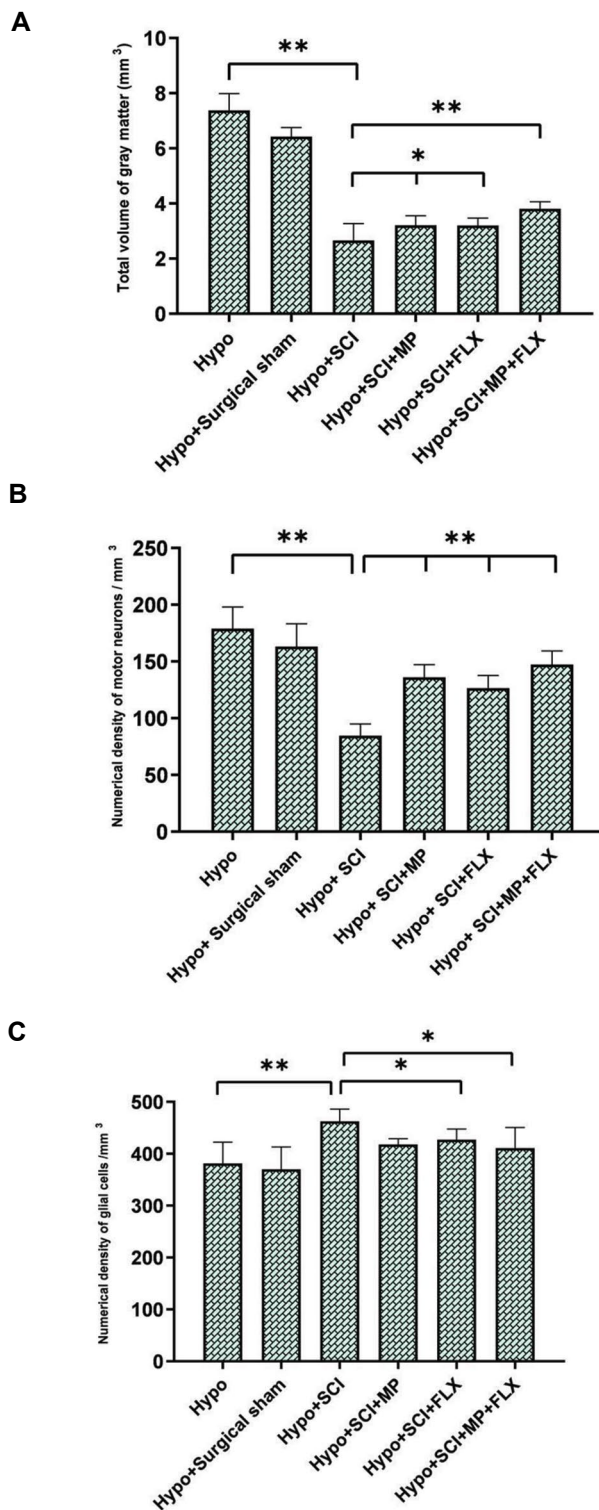 A
Total volume of gray matter (mm 3)
10
8
6
4
2
0
**
**
*
Hypo
Hypo+Surgical sham
Hypo+SCI
Hypo+SCI+MP
Hypo+SCI+FLX
Hypo+SCI+MP+FLX
B
Numerical density of motor neurons / mm 3
250
200
150
100
50
0
**
**
Hypo
Hypo+ Surgical sham
Hypo+ SCI
Hypo+ SCI+MP
Hypo+ SCI+FLX
Hypo+ SCI+MP+FLX
C
Numerical density of glial cells /mm 3
500
400
300
200
100
0
**
*
*
Hypo
Hypo+Surgical sham
Hypo+SCI
Hypo+SCI+MP
Hypo+SCI+FLX
Hypo+SCI+MP+FLX